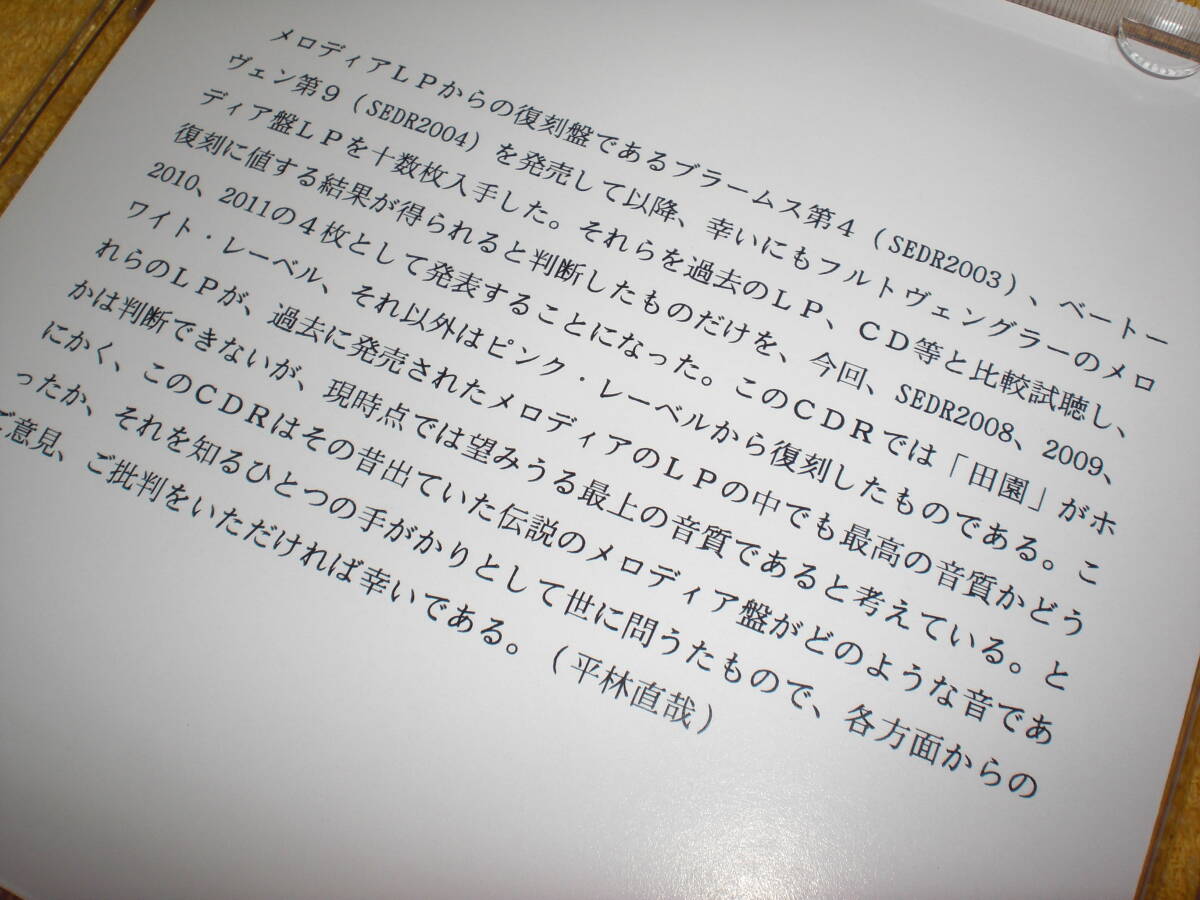 メロディアＬＰからの復刻盤であるブラームス第４（SEDR2003）、ベートー
ヴェン第９（SEDR2004）を発売して以降、幸いにもフルトヴェングラーのメロ
ディア盤ＬＰを十数枚入手した。それらを過去のＬＰ、ＣＤ等と比較試聴し、
復刻に値する結果が得られると判断したものだけを、今回、SEDR2008、2009、
2010、2011の４枚として発表することになった。このＣＤＲでは「田園」がホ
ワイト・レーベル、それ以外はピンク・レーベルから復刻したものである。こ
れらのＬＰが、過去に発売されたメロディアのＬＰの中でも最高の音質かどう
かは判断できないが、現時点では望みうる最上の音質であると考えている。と
にかく、このＣＤＲはその昔出ていた伝説のメロディア盤がどのような音であ
ったか、それを知るひとつの手がかりとして世に問うたもので、各方面からの
ご意見、ご批判をいただければ幸いである。（平林直哉）